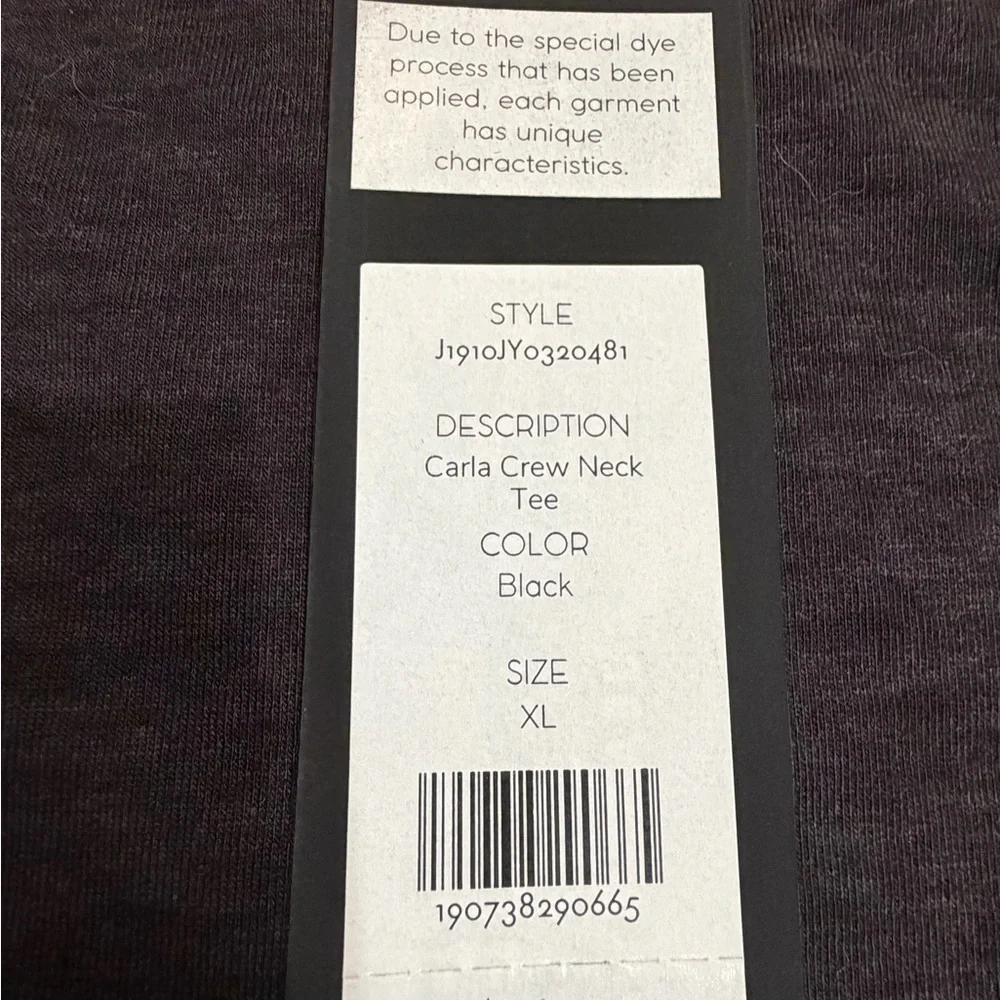 Due to the special dye
process that has been
applied, each garment
has unique
characteristics.
STYLE
J1910JY0320481
DESCRIPTION
Carla Crew Neck
Tee
COLOR
Black
SIZE
XL
190738290665